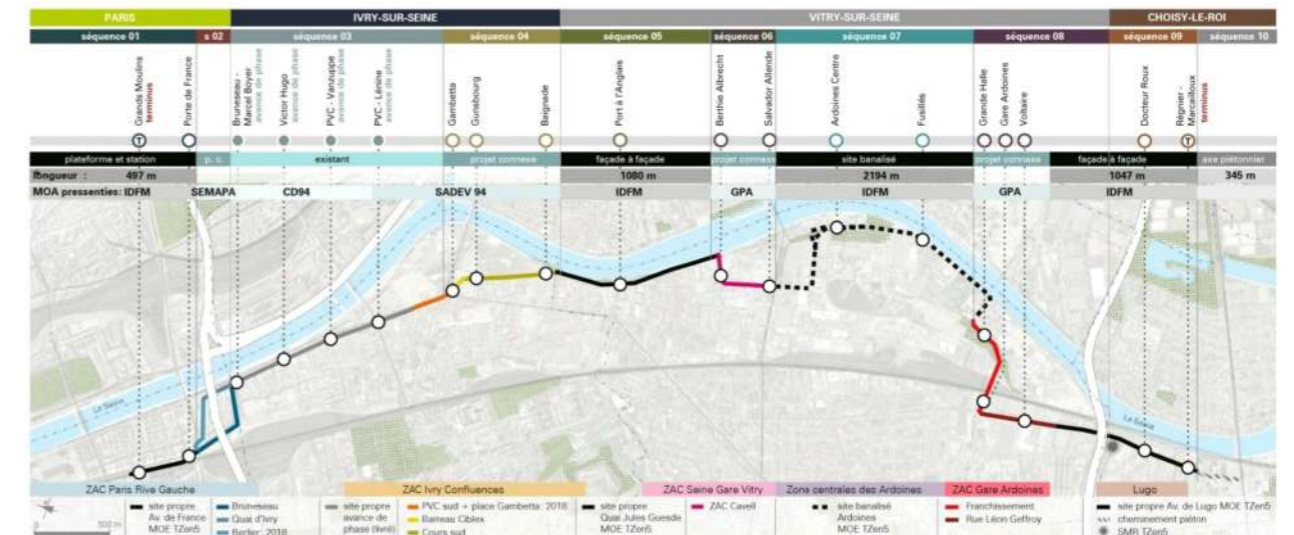 PARIS
IVRY-SUR-SEINE
VITRY-SUR-SEINE
CHOISY-LE-ROI
séquence 01
s 02
séquence 03
séquence 04
séquence 05
séquence 06
séquence 07
séquence 08
séquence 09
séquence 10
Grands Moulins
terminus
Porte de France
Bruneseau -
Marcel Boyer
avance de phase
Victor Hugo
avance de phase
PVC - Vanzuppe
avance de phase
PVC - Lénine
avance de phase
Gambetta
Gunsbourg
Baignade
Port à l'Anglais
Berthie Albrecht
Salvador Allende
Ardoines Centre
Fusillés
Grande Halle
Gare Ardoines
Voltaire
Docteur Roux
Régnier -
Marcailloux
terminus
T
T
plateforme et station
p. c.
existant
projet connexe
façade à façade
projet connexe
site banalisé
projet connexe
façade à façade
axe piétonnier
longueur :
497 m
1080 m
2194 m
1047 m
345 m
MOA pressenties: IDFM
SEMAPA
CD94
SADEV 94
IDFM
GPA
IDFM
GPA
IDFM
La Seine
La Seine
ZAC Paris Rive Gauche
ZAC Ivry Confluences
ZAC Seine Gare Vitry
Zone centrales des Ardoines
ZAC Gare Ardoines
Lugo
0
500 m
site propre
Av. de France
MOE TZen5
Bruneseau
Quai d'Ivry
Berlier: 2018
site propre
avance de
phase (livré)
PVC sud + place Gambetta: 2018
Barreau Ciblex
Cours sud
site propre
Quai Jules Guesde
MOE TZen5
ZAC Cavell
site banalisé
Ardoines
MOE TZen5
Franchissement
Rue Léon Geffroy
site propre Av. de Lugo MOE TZen5
cheminement piéton
SMR TZen5